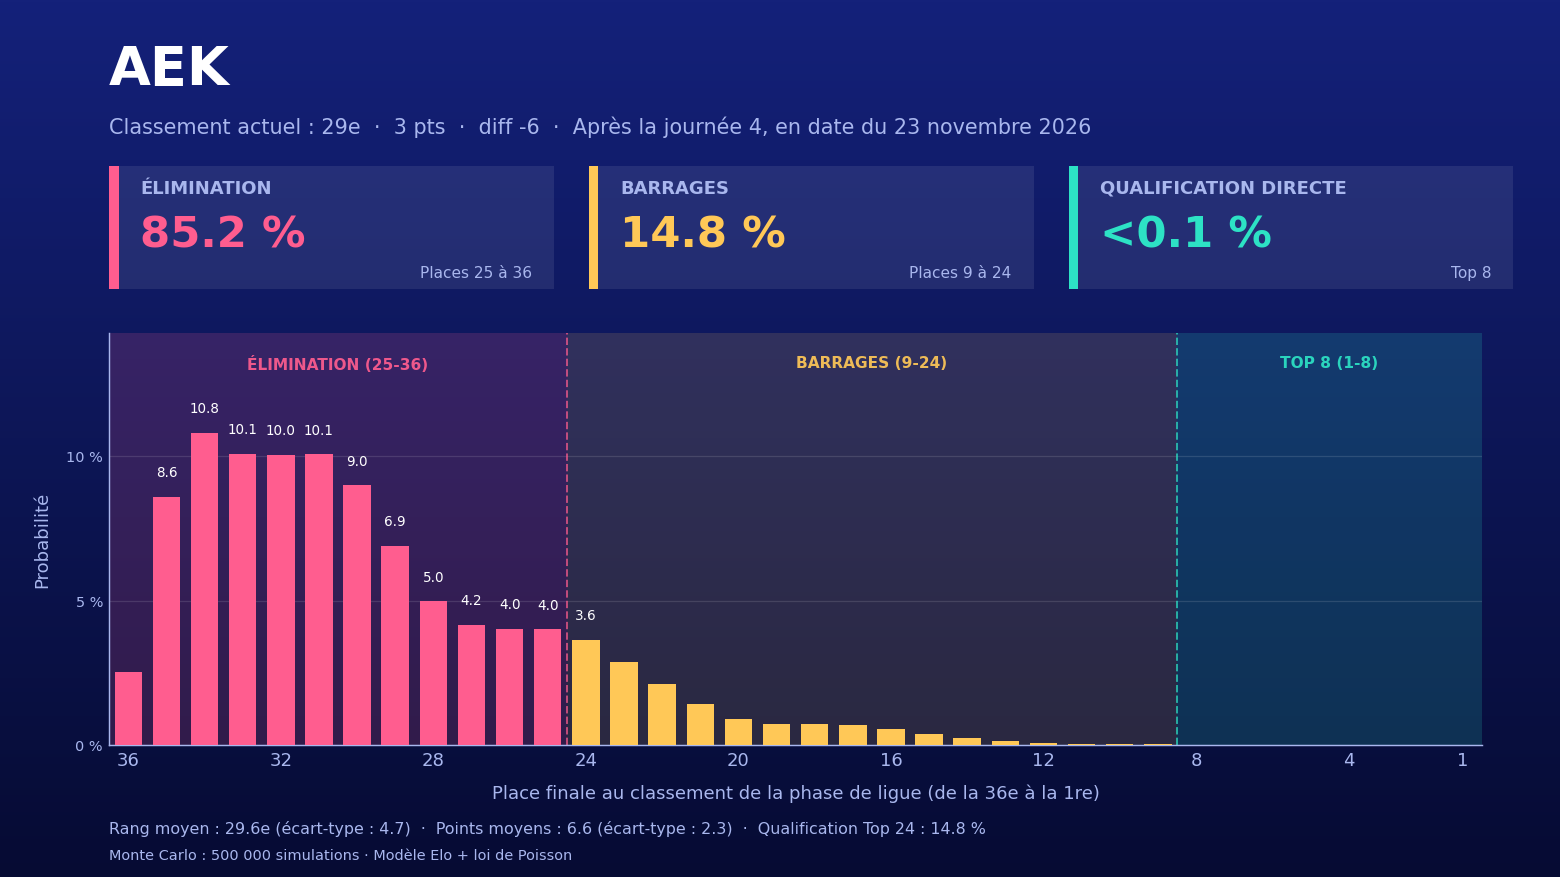 AEK
Classement actuel : 29e · 3 pts · diff -6 · Après la journée 4, en date du 23 novembre 2026
ÉLIMINATION
85.2 %
Places 25 à 36
BARRAGES
14.8 %
Places 9 à 24
QUALIFICATION DIRECTE
<0.1 %
Top 8
ÉLIMINATION (25-36)
BARRAGES (9-24)
TOP 8 (1-8)
8.6
10.8
10.1
10.0
10.1
9.0
6.9
5.0
4.2
4.0
4.0
3.6
Probabilité
10 %
5 %
0 %
36 32 28 24 20 16 12 8 4 1
Place finale au classement de la phase de ligue (de la 36e à la 1re)
Rang moyen : 29.6e (écart-type : 4.7) · Points moyens : 6.6 (écart-type : 2.3) · Qualification Top 24 : 14.8 %
Monte Carlo : 500 000 simulations · Modèle Elo + loi de Poisson